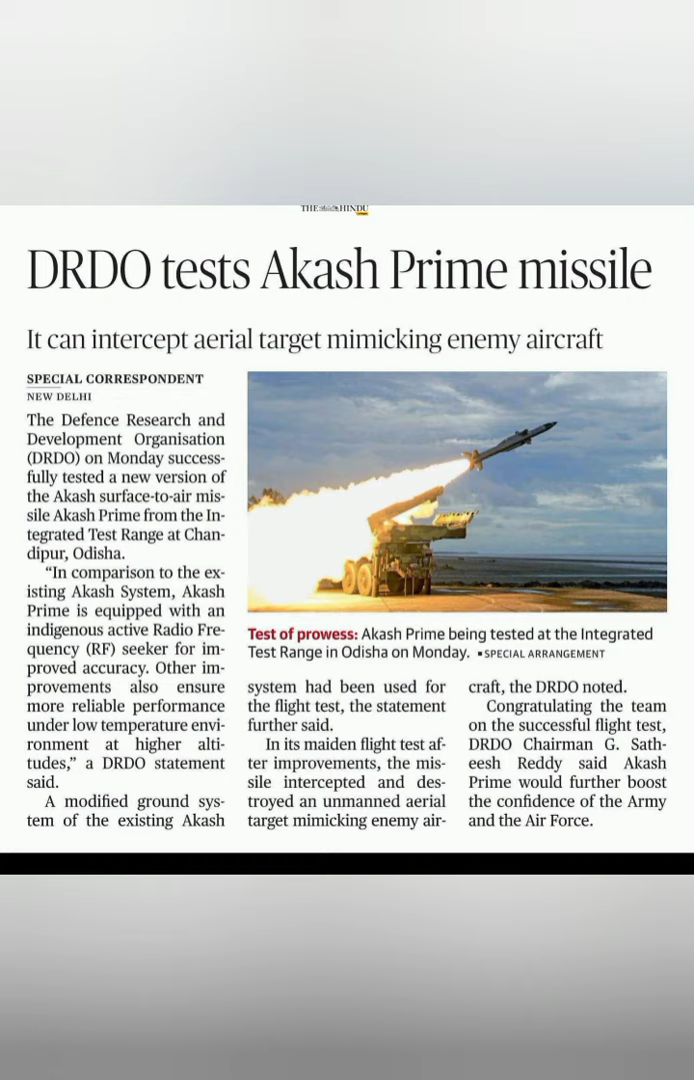 THE HINDU
DRDO tests Akash Prime missile
It can intercept aerial target mimicking enemy aircraft
SPECIAL CORRESPONDENT
NEW DELHI
The Defence Research and
Development Organisation
(DRDO) on Monday success-
fully tested a new version of
the Akash surface-to-air mis-
sile Akash Prime from the In-
tegrated Test Range at Chan-
dipur, Odisha.
“In comparison to the ex-
isting Akash System, Akash
Prime is equipped with an
indigenous active Radio Fre-
quency (RF) seeker for im-
proved accuracy. Other im-
provements also ensure
more reliable performance
under low temperature envi-
ronment at higher alti-
tudes,” a DRDO statement
said.
A modified ground sys-
tem of the existing Akash
Test of prowess: Akash Prime being tested at the Integrated
Test Range in Odisha on Monday. ▪SPECIAL ARRANGEMENT
system had been used for
the flight test, the statement
further said.
In its maiden flight test af-
ter improvements, the mis-
sile intercepted and des-
troyed an unmanned aerial
target mimicking enemy air-
craft, the DRDO noted.
Congratulating the team
on the successful flight test,
DRDO Chairman G. Sath-
eesh Reddy said Akash
Prime would further boost
the confidence of the Army
and the Air Force.